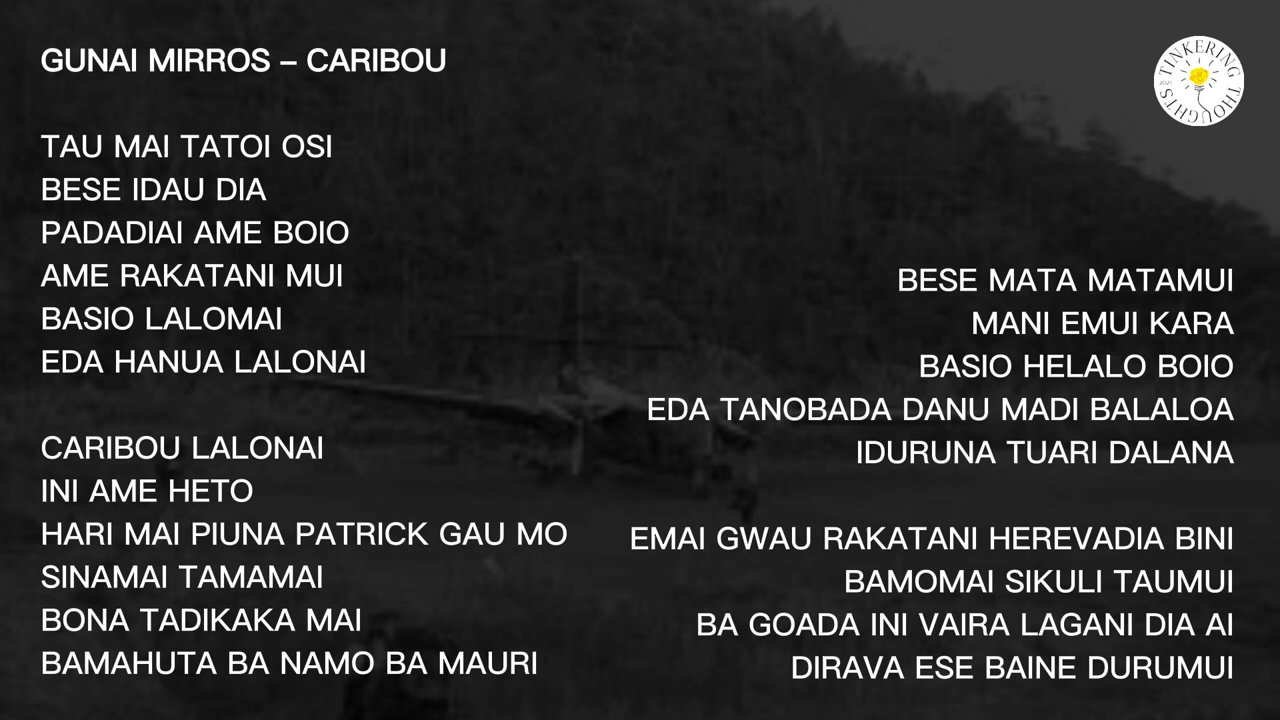 GUNAI MIRROS – CARIBOU
TAU MAI TATOI OSI
BESE IDAU DIA
PADADIAI AME BOIO
AME RAKATANI MUI
BASIO LALOMAI
EDA HANUA LALONAI
CARIBOU LALONAI
INI AME HETO
HARI MAI PIUNA PATRICK GAU MO
SINAMAI TAMAMAI
BONA TADIKAKA MAI
BAMAHUTA BA NAMO BA MAURI
BESE MATA MATAMUI
MANI EMUI KARA
BASIO HELALO BOIO
EDA TANOBADA DANU MADI BALALOA
IDURUNA TUARI DALANA
EMAI GWAU RAKATANI HEREVADIA BINI
BAMOMAI SIKULI TAUMUI
BA GOADA INI VAIRA LAGANI DIA AI
DIRAVA ESE BAINE DURUMUI
TINKERING THOUGHTS
2021